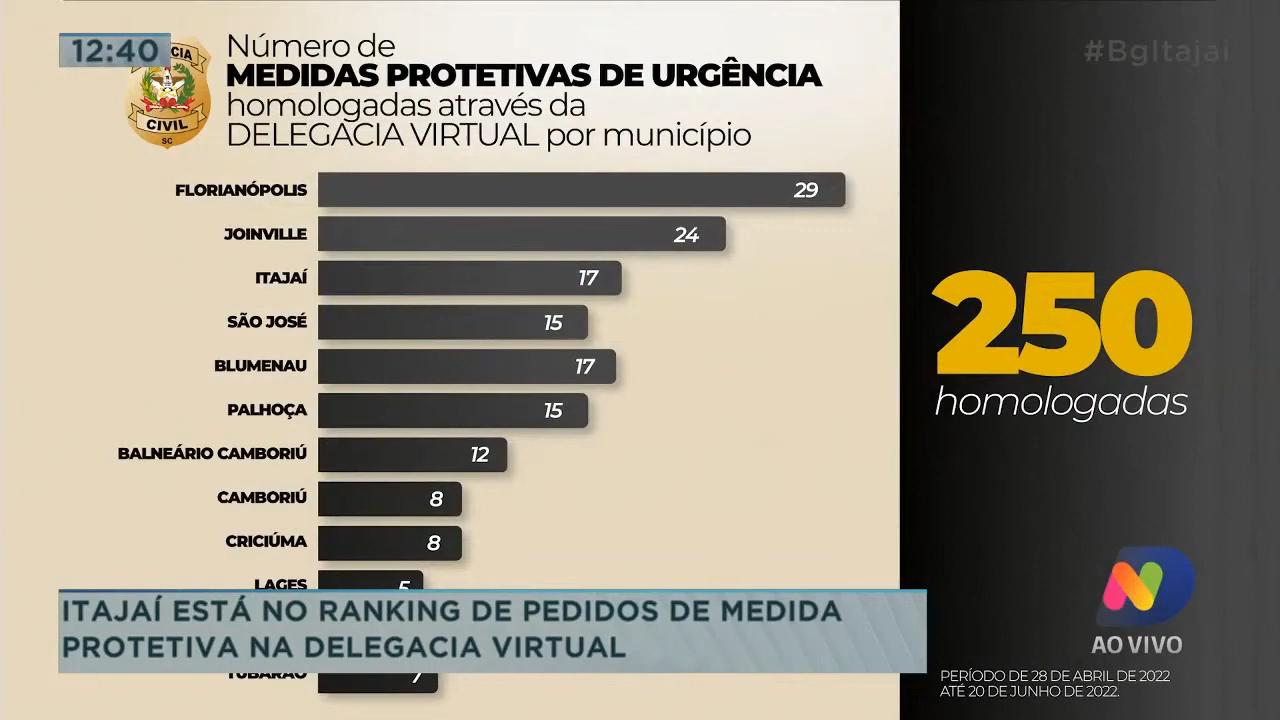 12:40
#BgItajaí
CIA
CIVIL
SC
Número de
MEDIDAS PROTETIVAS DE URGÊNCIA
homologadas através da
DELEGACIA VIRTUAL por município
FLORIANÓPOLIS 29
JOINVILLE 24
ITAJAÍ 17
SÃO JOSÉ 15
BLUMENAU 17
PALHOÇA 15
BALNEÁRIO CAMBORIÚ 12
CAMBORIÚ 8
CRICIÚMA 8
LAGES 5
TUBARÃO 7
250
homologadas
ITAJAÍ ESTÁ NO RANKING DE PEDIDOS DE MEDIDA
PROTETIVA NA DELEGACIA VIRTUAL
AO VIVO
PERÍODO DE 28 DE ABRIL DE 2022
ATÉ 20 DE JUNHO DE 2022.